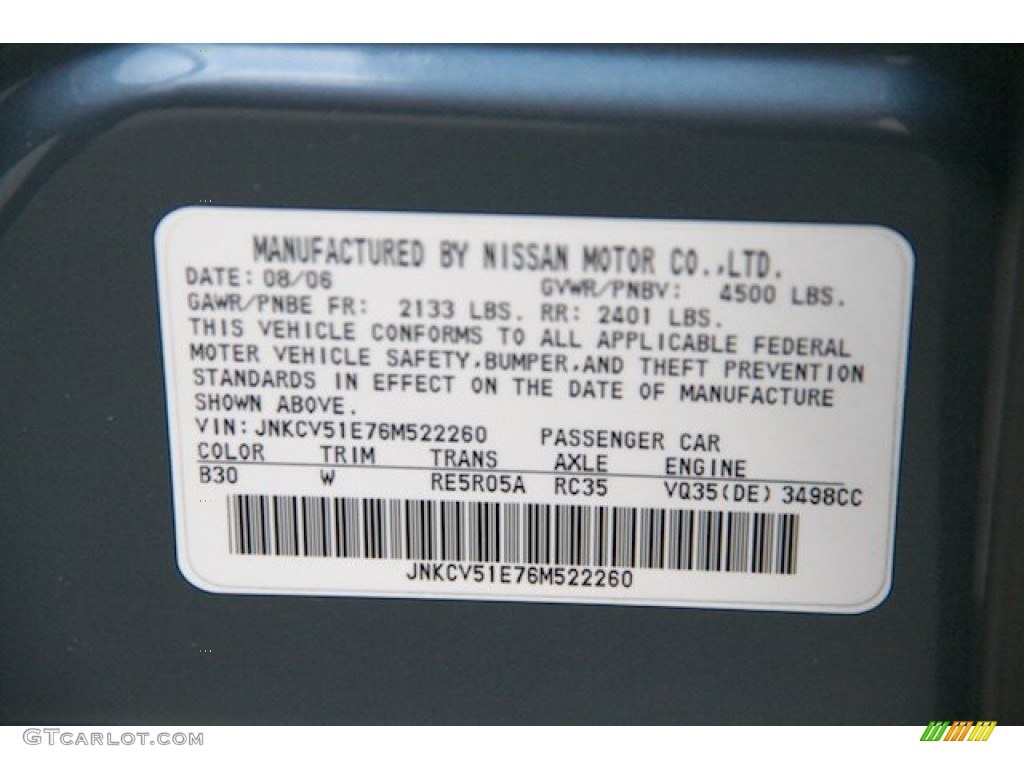 MANUFACTURED BY NISSAN MOTOR CO.,LTD.
DATE: 08/06 GVWR/PNBV: 4500 LBS.
GAWR/PNBE FR: 2133 LBS. RR: 2401 LBS.
THIS VEHICLE CONFORMS TO ALL APPLICABLE FEDERAL
MOTER VEHICLE SAFETY,BUMPER,AND THEFT PREVENTION
STANDARDS IN EFFECT ON THE DATE OF MANUFACTURE
SHOWN ABOVE.
VIN: JNKCV51E76M522260 PASSENGER CAR
COLOR TRIM TRANS AXLE ENGINE
B30 W RE5R05A RC35 VQ35(DE) 3498CC
JNKCV51E76M522260
GTCARLOT.COM